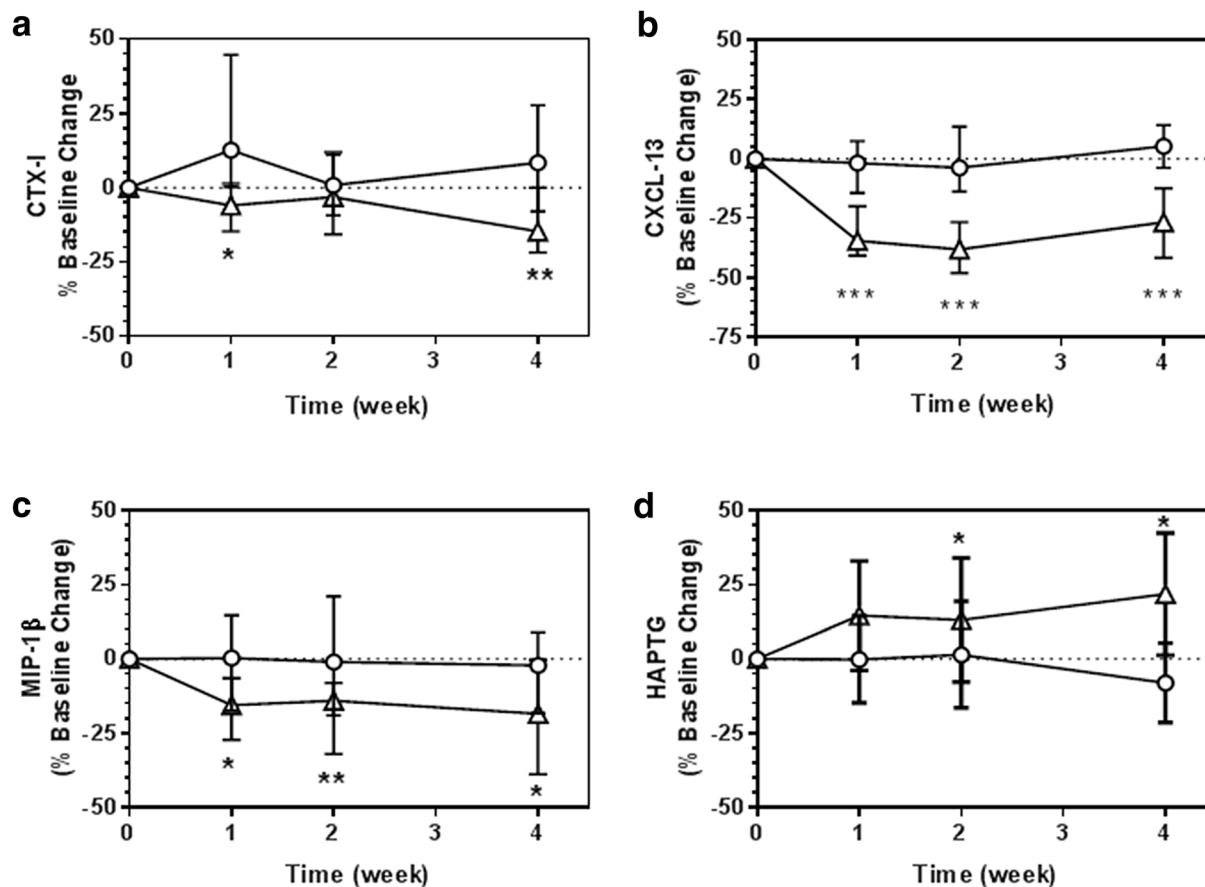 a
50
25
0
-25
-50
CTX-I
% Baseline Change
*
**
0 1 2 3 4
Time (week)
b
50
25
0
-25
-50
-75
CXCL-13
(% Baseline Change)
*** *** ***
0 1 2 3 4
Time (week)
c
50
25
0
-25
-50
MIP-1β
(% Baseline Change)
* ** *
0 1 2 3 4
Time (week)
d
50
25
0
-25
-50
HAPTG
(% Baseline Change)
* *
0 1 2 3 4
Time (week)